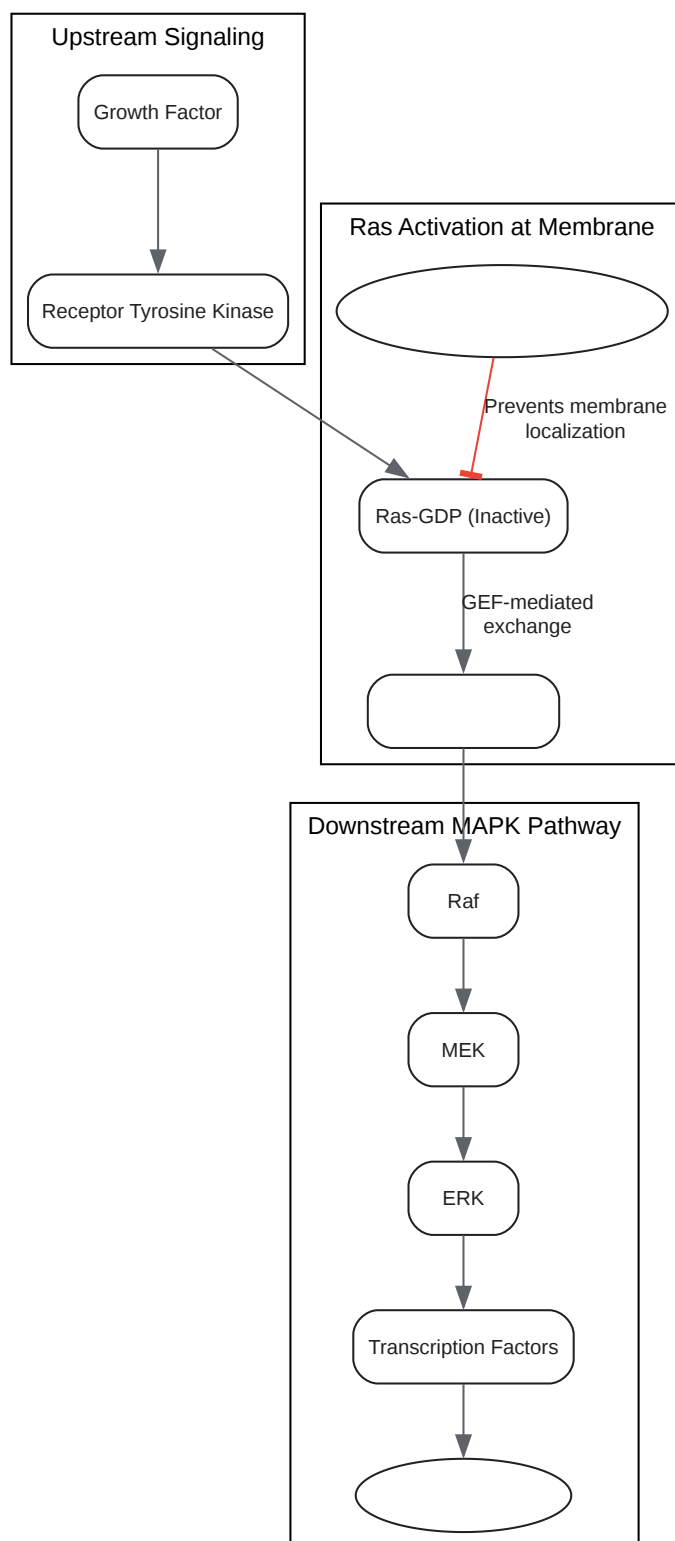 Upstream Signaling
Growth Factor
Receptor Tyrosine Kinase
Ras Activation at Membrane
Prevents membrane
localization
Ras-GDP (Inactive)
GEF-mediated
exchange
Downstream MAPK Pathway
Raf
MEK
ERK
Transcription Factors